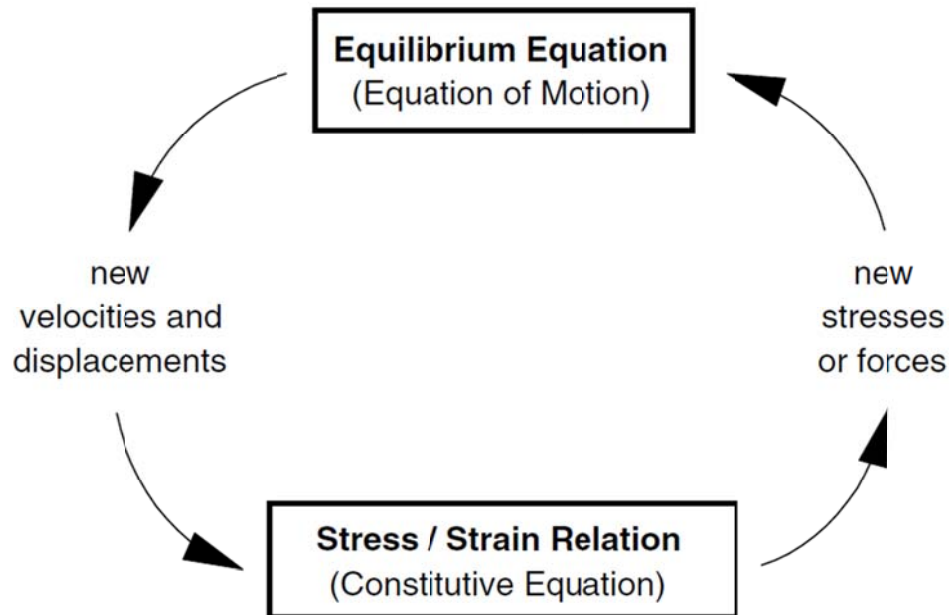 Equilibrium Equation
(Equation of Motion)
new
velocities and
displacements
new
stresses
or forces
Stress / Strain Relation
(Constitutive Equation)